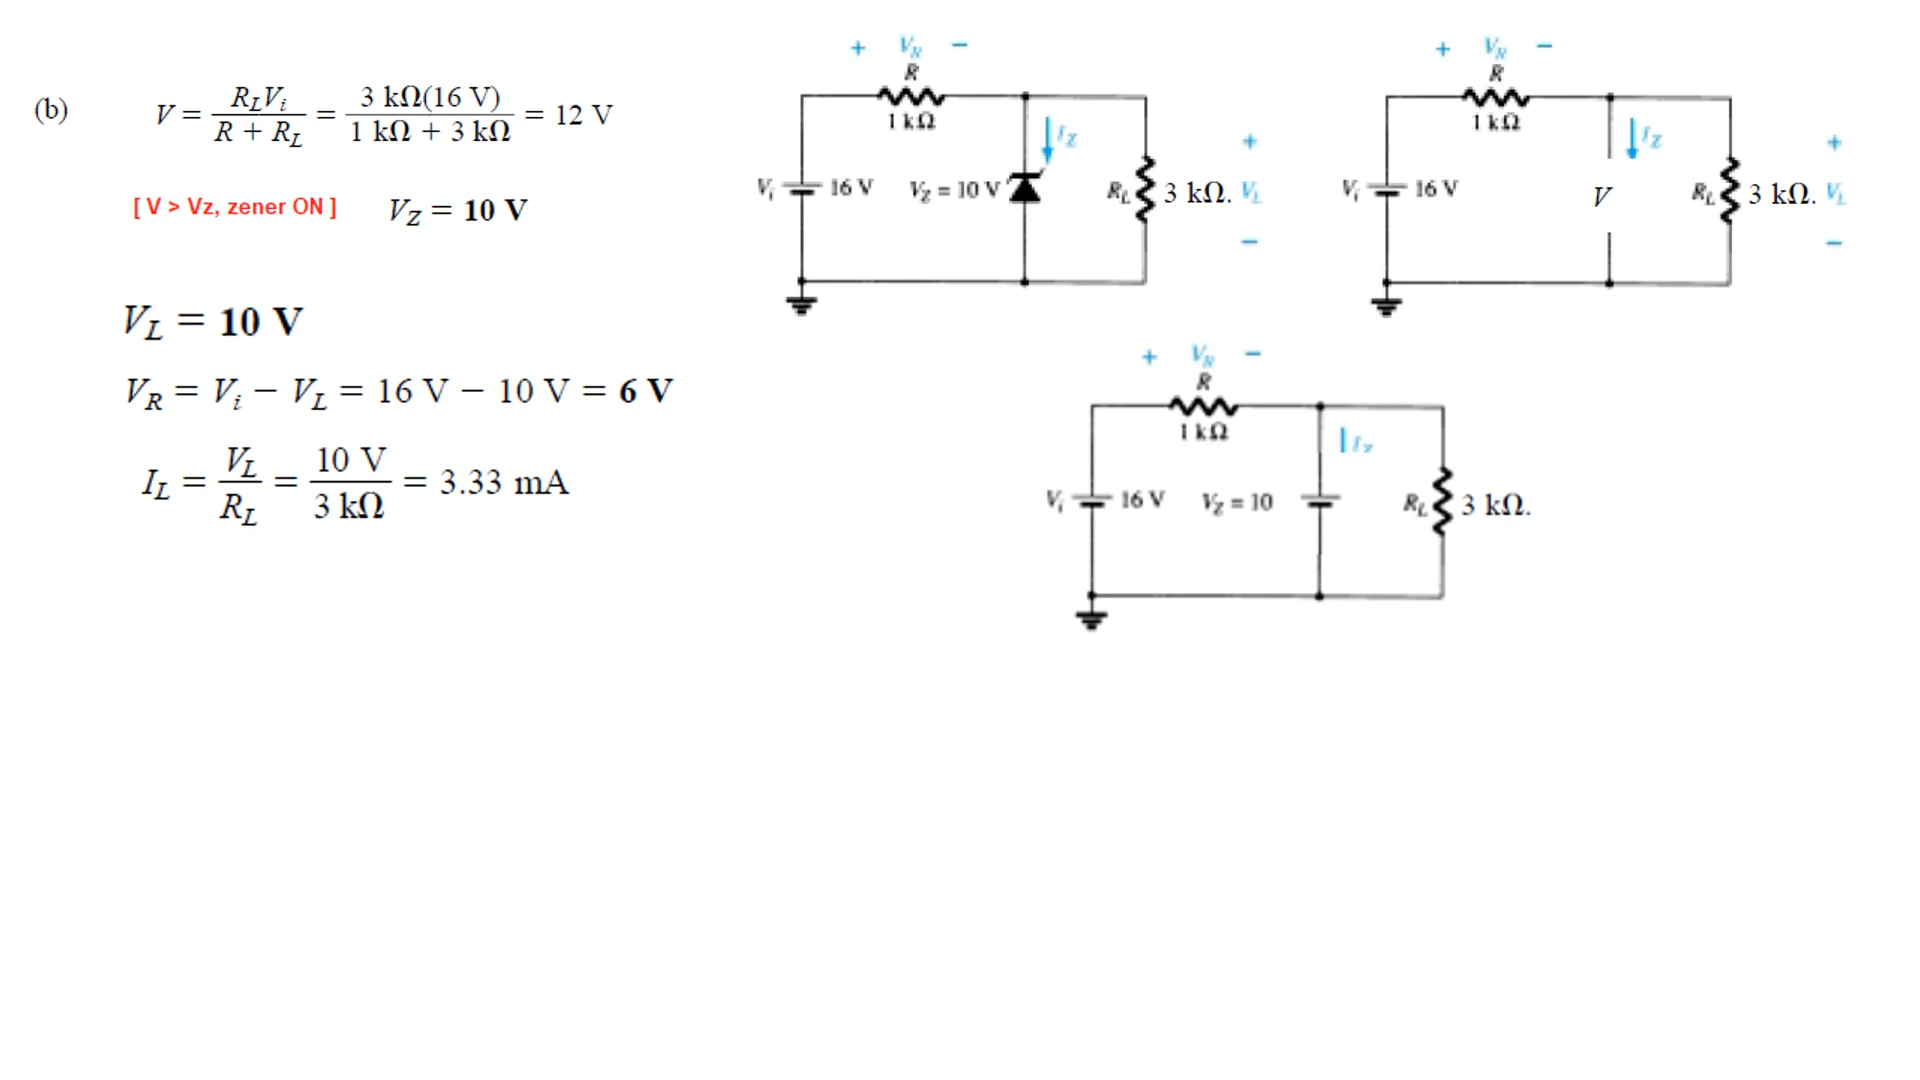 (b) V = R_L V_i / (R + R_L) = 3 kΩ(16 V) / (1 kΩ + 3 kΩ) = 12 V
[ V > Vz, zener ON ] V_Z = 10 V
V_L = 10 V
V_R = V_i − V_L = 16 V − 10 V = 6 V
I_L = V_L / R_L = 10 V / 3 kΩ = 3.33 mA
+ V_R −
R
1 kΩ
I_Z
+
V_i 16 V V_Z = 10 V R_L 3 kΩ. V_L
−
+ V_R −
R
1 kΩ
I_Z
+
V_i 16 V V R_L 3 kΩ. V_L
−
+ V_R −
R
1 kΩ
I_Z
V_i 16 V V_Z = 10 R_L 3 kΩ.